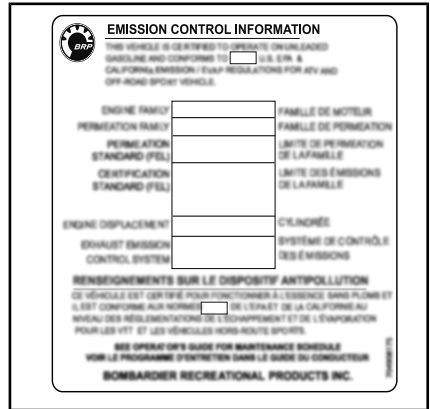 BRP
EMISSION CONTROL INFORMATION
THIS VEHICLE IS CERTIFIED TO OPERATE ON UNLEADED
GASOLINE AND CONFORMS TO U.S. EPA &
CALIFORNIA EMISSION / EVAP REGULATIONS FOR ATV AND
OFF-ROAD SPORT VEHICLE.
ENGINE FAMILY FAMILLE DE MOTEUR
PERMEATION FAMILY FAMILLE DE PERMEATION
PERMEATION LIMITE DE PERMEATION
STANDARD (FEL) DE LA FAMILLE
CERTIFICATION LIMITE DES ÉMISSIONS
STANDARD (FEL) DE LA FAMILLE
ENGINE DISPLACEMENT CYLINDRÉE
EXHAUST EMISSION SYSTÈME DE CONTRÔLE
CONTROL SYSTEM DES ÉMISSIONS
RENSEIGNEMENTS SUR LE DISPOSITIF ANTIPOLLUTION
CE VÉHICULE EST CERTIFIÉ POUR FONCTIONNER À L'ESSENCE SANS PLOMB ET
IL EST CONFORME AUX NORMES DE L'EPA ET DE LA CALIFORNIE AU
NIVEAU DES RÉGLEMENTATIONS DE L'ÉCHAPPEMENT ET DE L'ÉVAPORATION
POUR LES VTT ET LES VÉHICULES HORS-ROUTE SPORTS.
SEE OPERATOR'S GUIDE FOR MAINTENANCE SCHEDULE
VOIR LE PROGRAMME D'ENTRETIEN DANS LE GUIDE DU CONDUCTEUR
BOMBARDIER RECREATIONAL PRODUCTS INC.